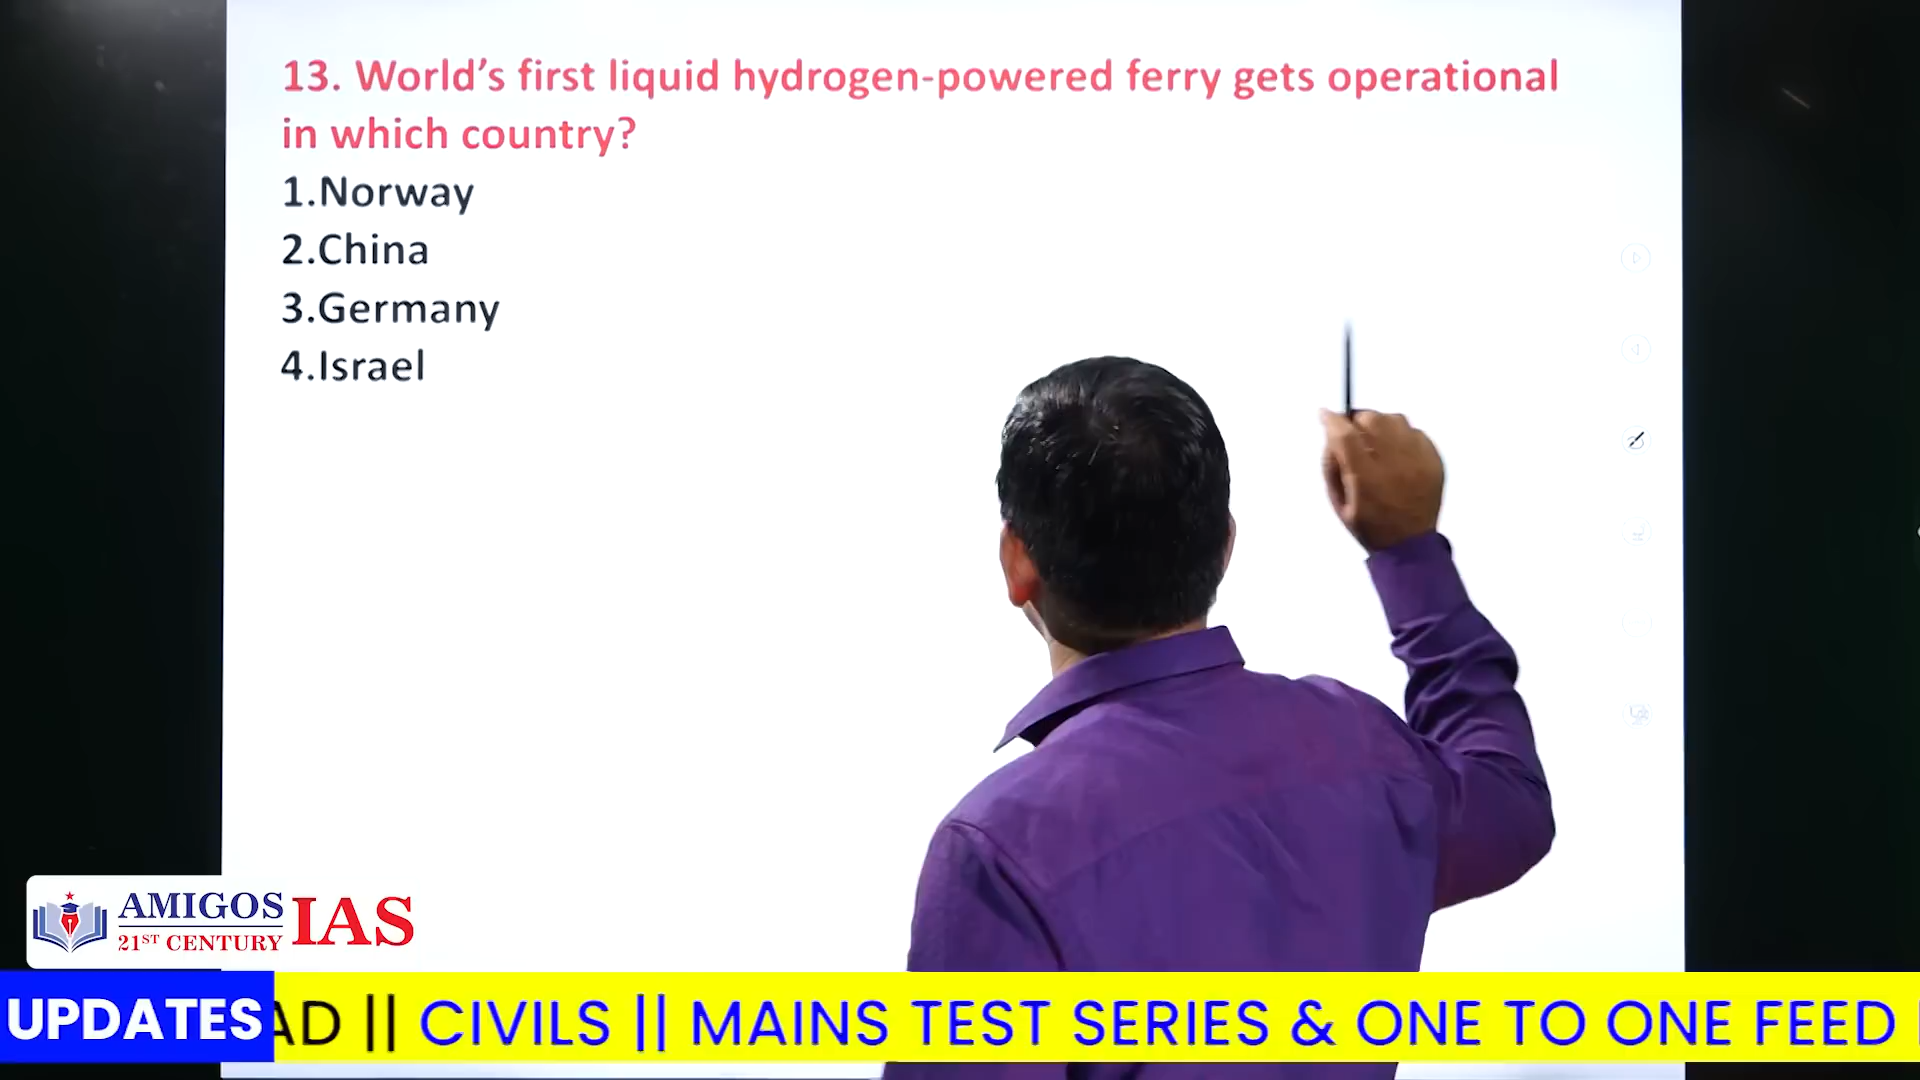 13. World’s first liquid hydrogen-powered ferry gets operational
in which country?
1.Norway
2.China
3.Germany
4.Israel
AMIGOS
21ST CENTURY
IAS
UPDATES
AD || CIVILS || MAINS TEST SERIES & ONE TO ONE FEED